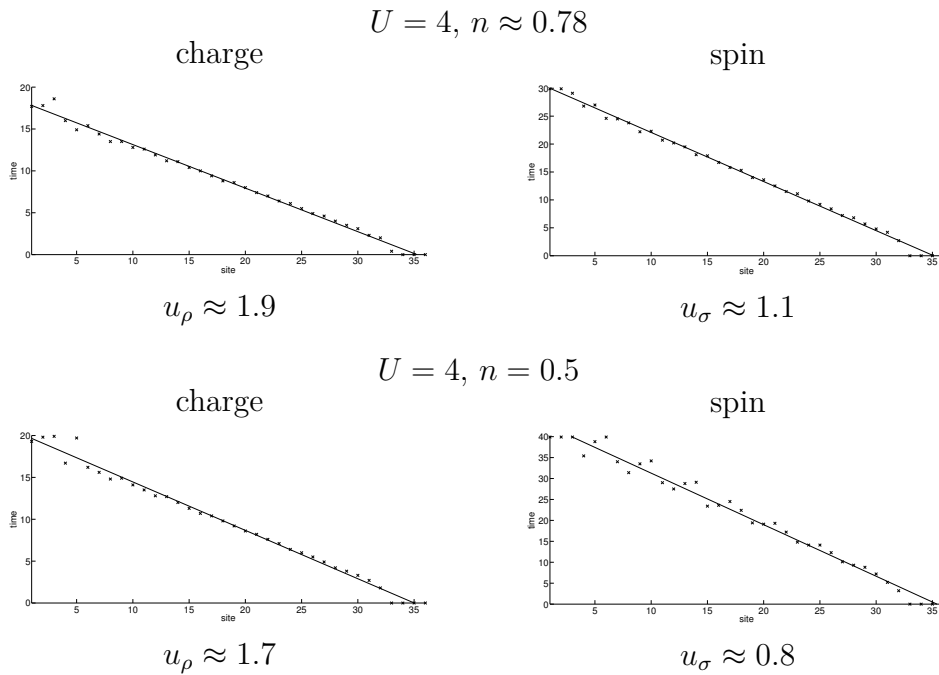 U = 4, n ≈ 0.78
charge
spin
20
15
10
5
0
time
5 10 15 20 25 30 35
site
30
25
20
15
10
5
0
time
5 10 15 20 25 30 35
site
u_ρ ≈ 1.9
u_σ ≈ 1.1
U = 4, n = 0.5
charge
spin
20
15
10
5
0
time
5 10 15 20 25 30 35
site
40
35
30
25
20
15
10
5
0
time
5 10 15 20 25 30 35
site
u_ρ ≈ 1.7
u_σ ≈ 0.8